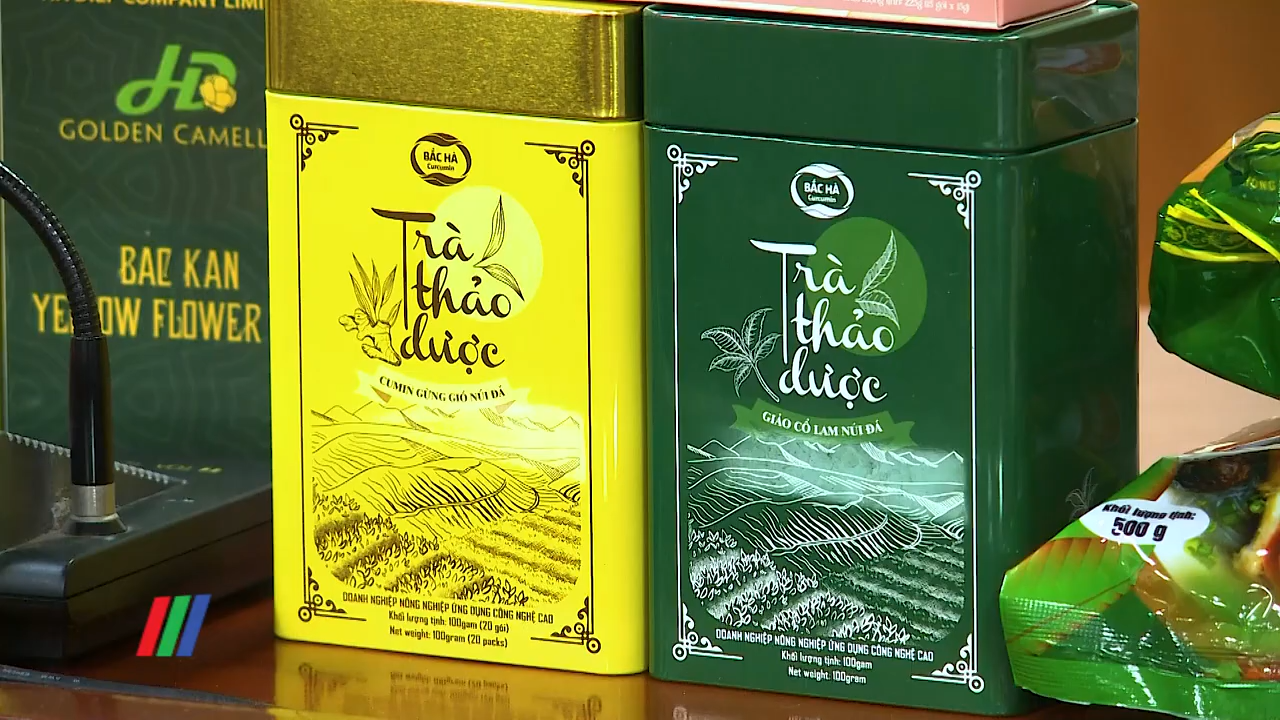 COMPANY LIMI
HD
GOLDEN CAMELL
BAC KAN
YELLOW FLOWER
BẮC HÀ
Curcumin
Trà
thảo
dược
CUMIN GỪNG GIÓ NÚI ĐÁ
DOANH NGHIỆP NÔNG NGHIỆP ỨNG DỤNG CÔNG NGHỆ CAO
Khối lượng tịnh: 100gam (20 gói)
Net weight: 100gram (20 packs)
BẮC HÀ
Curcumin
Trà
thảo
dược
GIẢO CỔ LAM NÚI ĐÁ
DOANH NGHIỆP NÔNG NGHIỆP ỨNG DỤNG CÔNG NGHỆ CAO
Khối lượng tịnh: 100gam
Net weight: 100gram
Khối lượng tịnh:
500 g